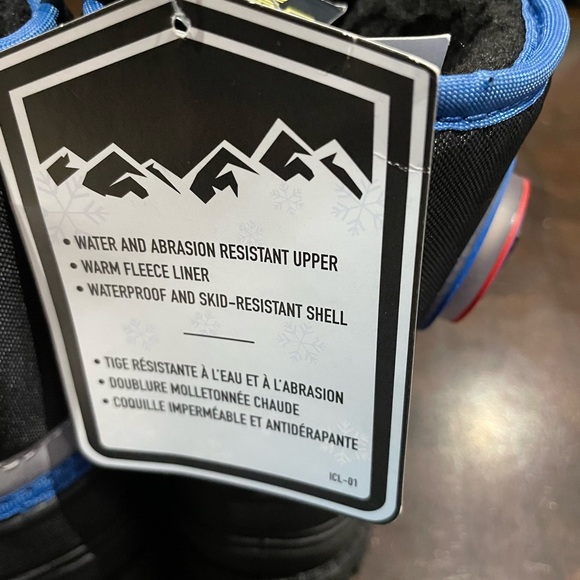 • WATER AND ABRASION RESISTANT UPPER
• WARM FLEECE LINER
• WATERPROOF AND SKID-RESISTANT SHELL
• TIGE RÉSISTANTE À L'EAU ET À L'ABRASION
• DOUBLURE MOLLETONNÉE CHAUDE
• COQUILLE IMPERMÉABLE ET ANTIDÉRAPANTE
ICL-01